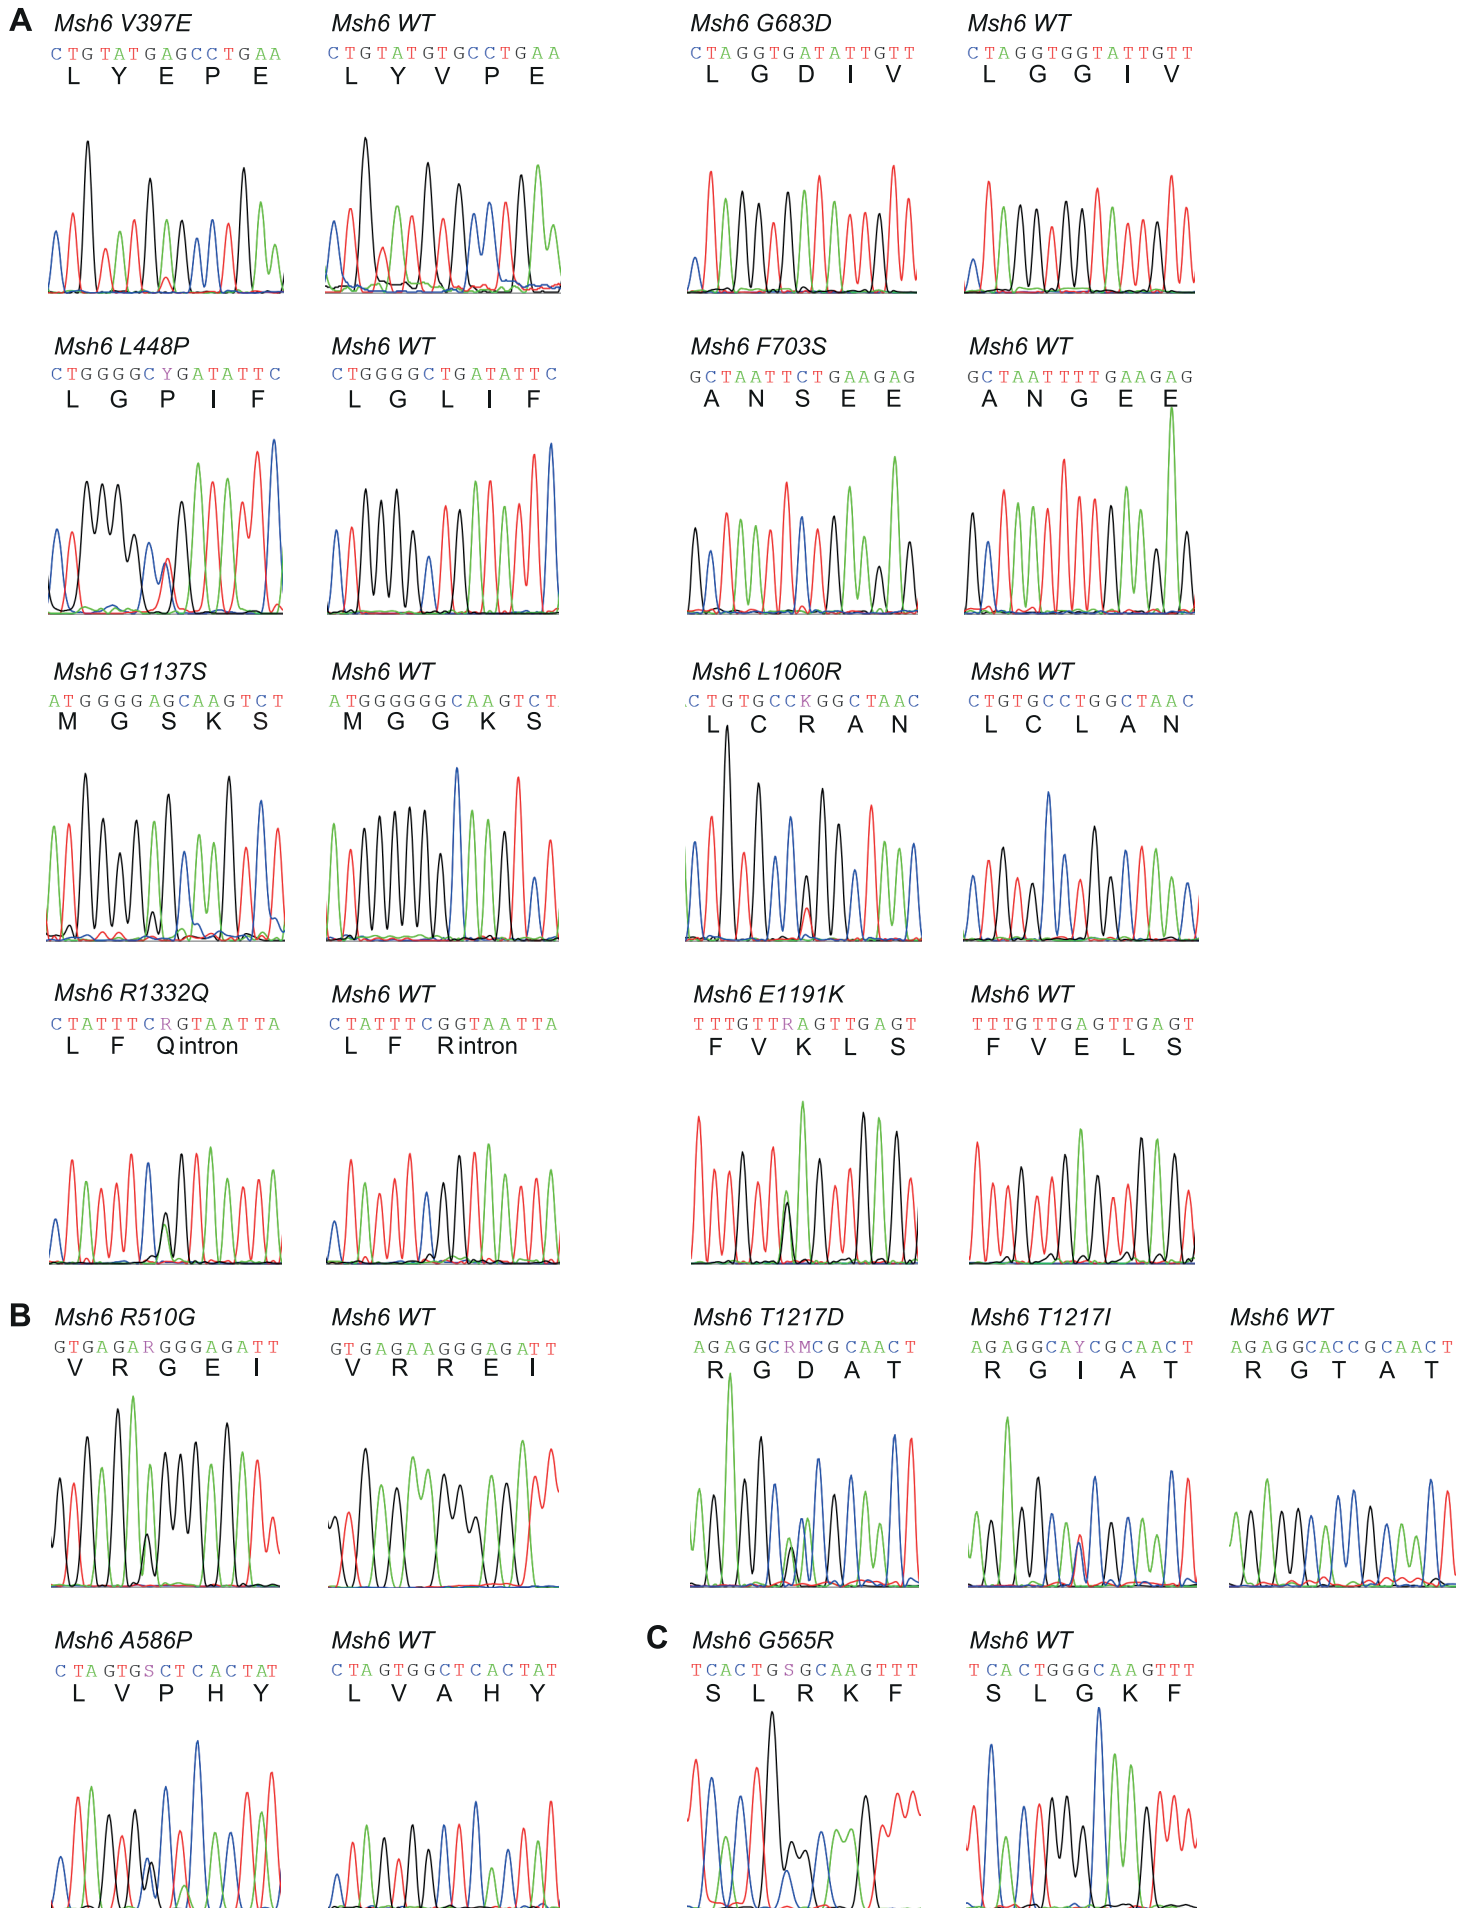 A
Msh6 V397E Msh6 WT Msh6 G683D Msh6 WT
CTGTATGAGCCTGAA CTGTATGTGCCTGAA CTAGGTGATATTGTT CTAGGTGGTATTGTT
L Y E P E L Y V P E L G D I V L G G I V
Msh6 L448P Msh6 WT Msh6 F703S Msh6 WT
CTGGGGCYGATATTC CTGGGGCTGATATTC GCTAATTCTGAAGAG GCTAATTTTGAAGAG
L G P I F L G L I F A N S E E A N G E E
Msh6 G1137S Msh6 WT Msh6 L1060R Msh6 WT
ATGGGGAGCAAGTCT ATGGGGGGCAAGTCT CTGTGCCKGGCTAAC CTGTGCCTGGCTAAC
M G S K S M G G K S L C R A N L C L A N
Msh6 R1332Q Msh6 WT Msh6 E1191K Msh6 WT
CTATTTCRGTAATTA CTATTTCGGTAATTA TTTGTTRAGTTGAGT TTTGTTGAGTTGAGT
L F Q intron L F R intron F V K L S F V E L S
B
Msh6 R510G Msh6 WT Msh6 T1217D Msh6 T1217I Msh6 WT
GTGAGARGGGAGATT GTGAGAAGGGAGATT AGAGGCRMCGCAACT AGAGGCAYCGCAACT AGAGGCACCGCAACT
V R G E I V R R E I R G D A T R G I A T R G T A T
Msh6 A586P Msh6 WT
CTAGTGSCTCACTAT CTAGTGGCTCACTAT
L V P H Y L V A H Y
C
Msh6 G565R Msh6 WT
TCACTGSGCAAGTTT TCACTGGGCAAGTTT
S L R K F S L G K F